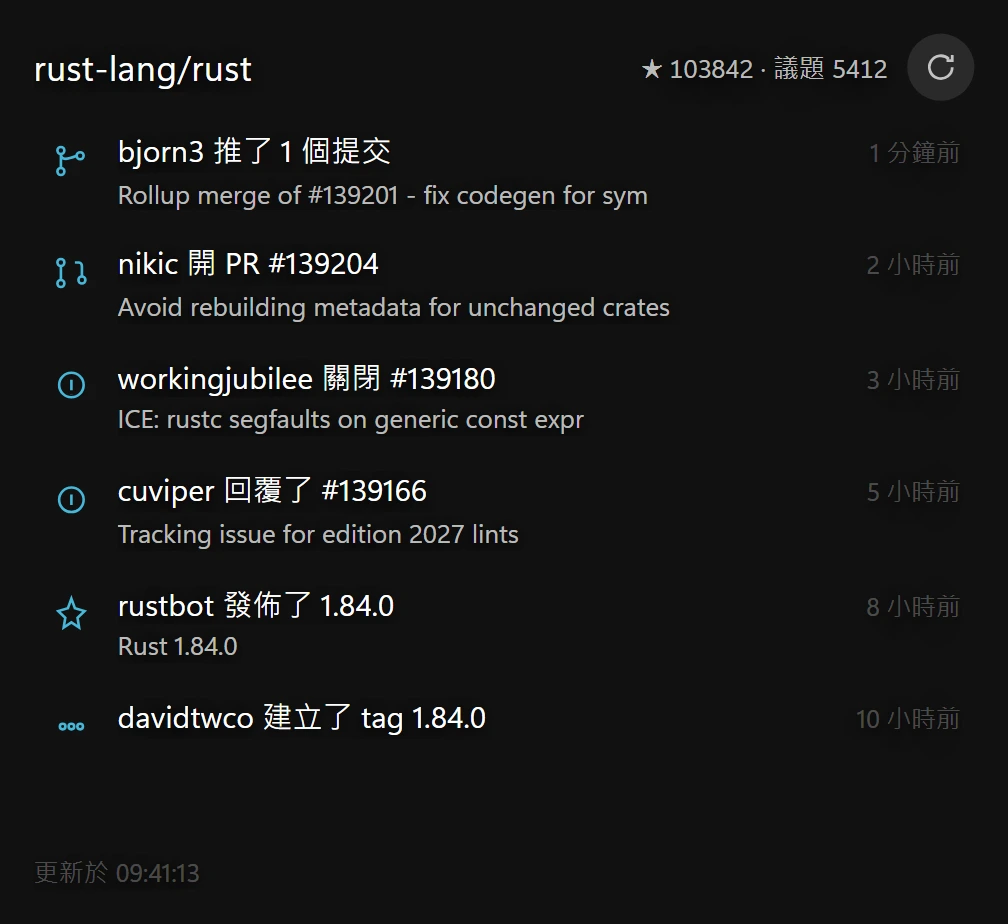 rust-lang/rust
★ 103842 · 議題 5412
bjorn3 推了 1 個提交
1 分鐘前
Rollup merge of #139201 - fix codegen for sym
nikic 開 PR #139204
2 小時前
Avoid rebuilding metadata for unchanged crates
workingjubilee 關閉 #139180
3 小時前
ICE: rustc segfaults on generic const expr
cuviper 回覆了 #139166
5 小時前
Tracking issue for edition 2027 lints
rustbot 發佈了 1.84.0
8 小時前
Rust 1.84.0
davidtwco 建立了 tag 1.84.0
10 小時前
更新於 09:41:13